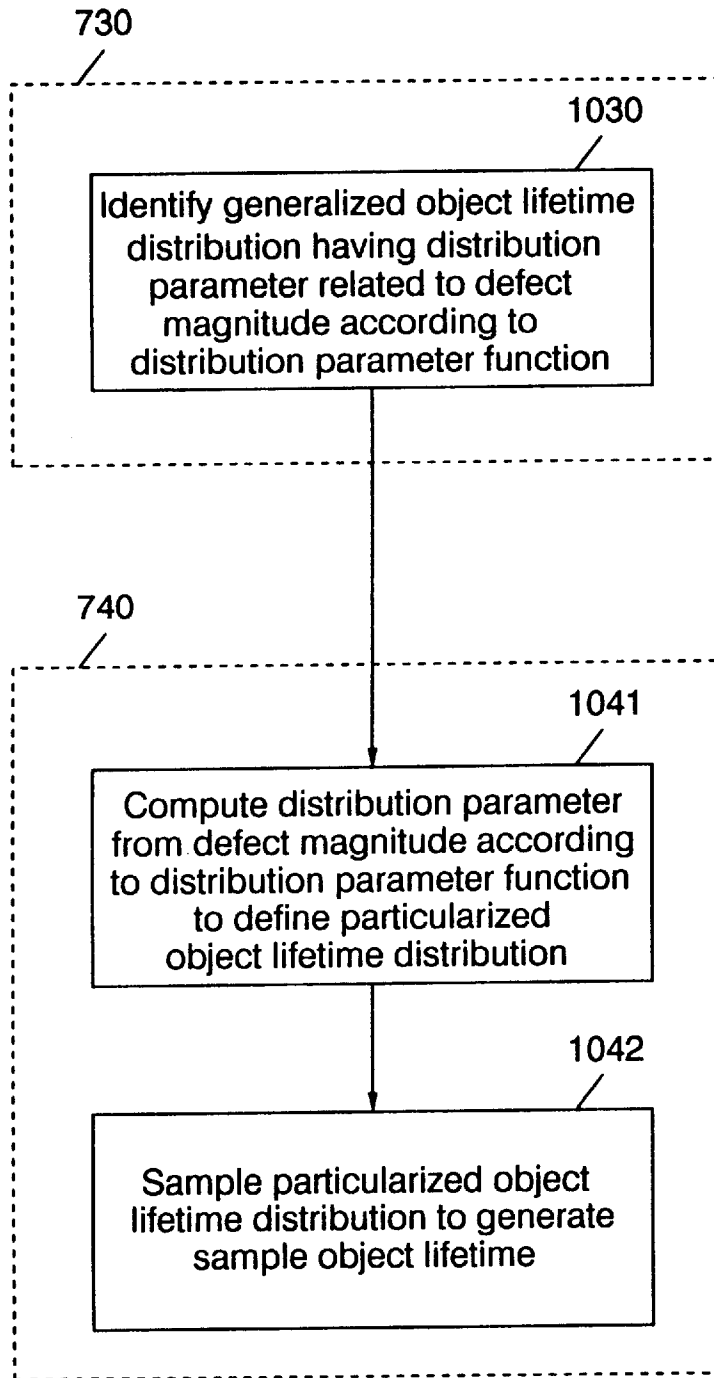 730
1030
Identify generalized object lifetime
distribution having distribution
parameter related to defect
magnitude according to
distribution parameter function
740
1041
Compute distribution parameter
from defect magnitude according
to distribution parameter function
to define particularized
object lifetime distribution
1042
Sample particularized object
lifetime distribution to generate
sample object lifetime